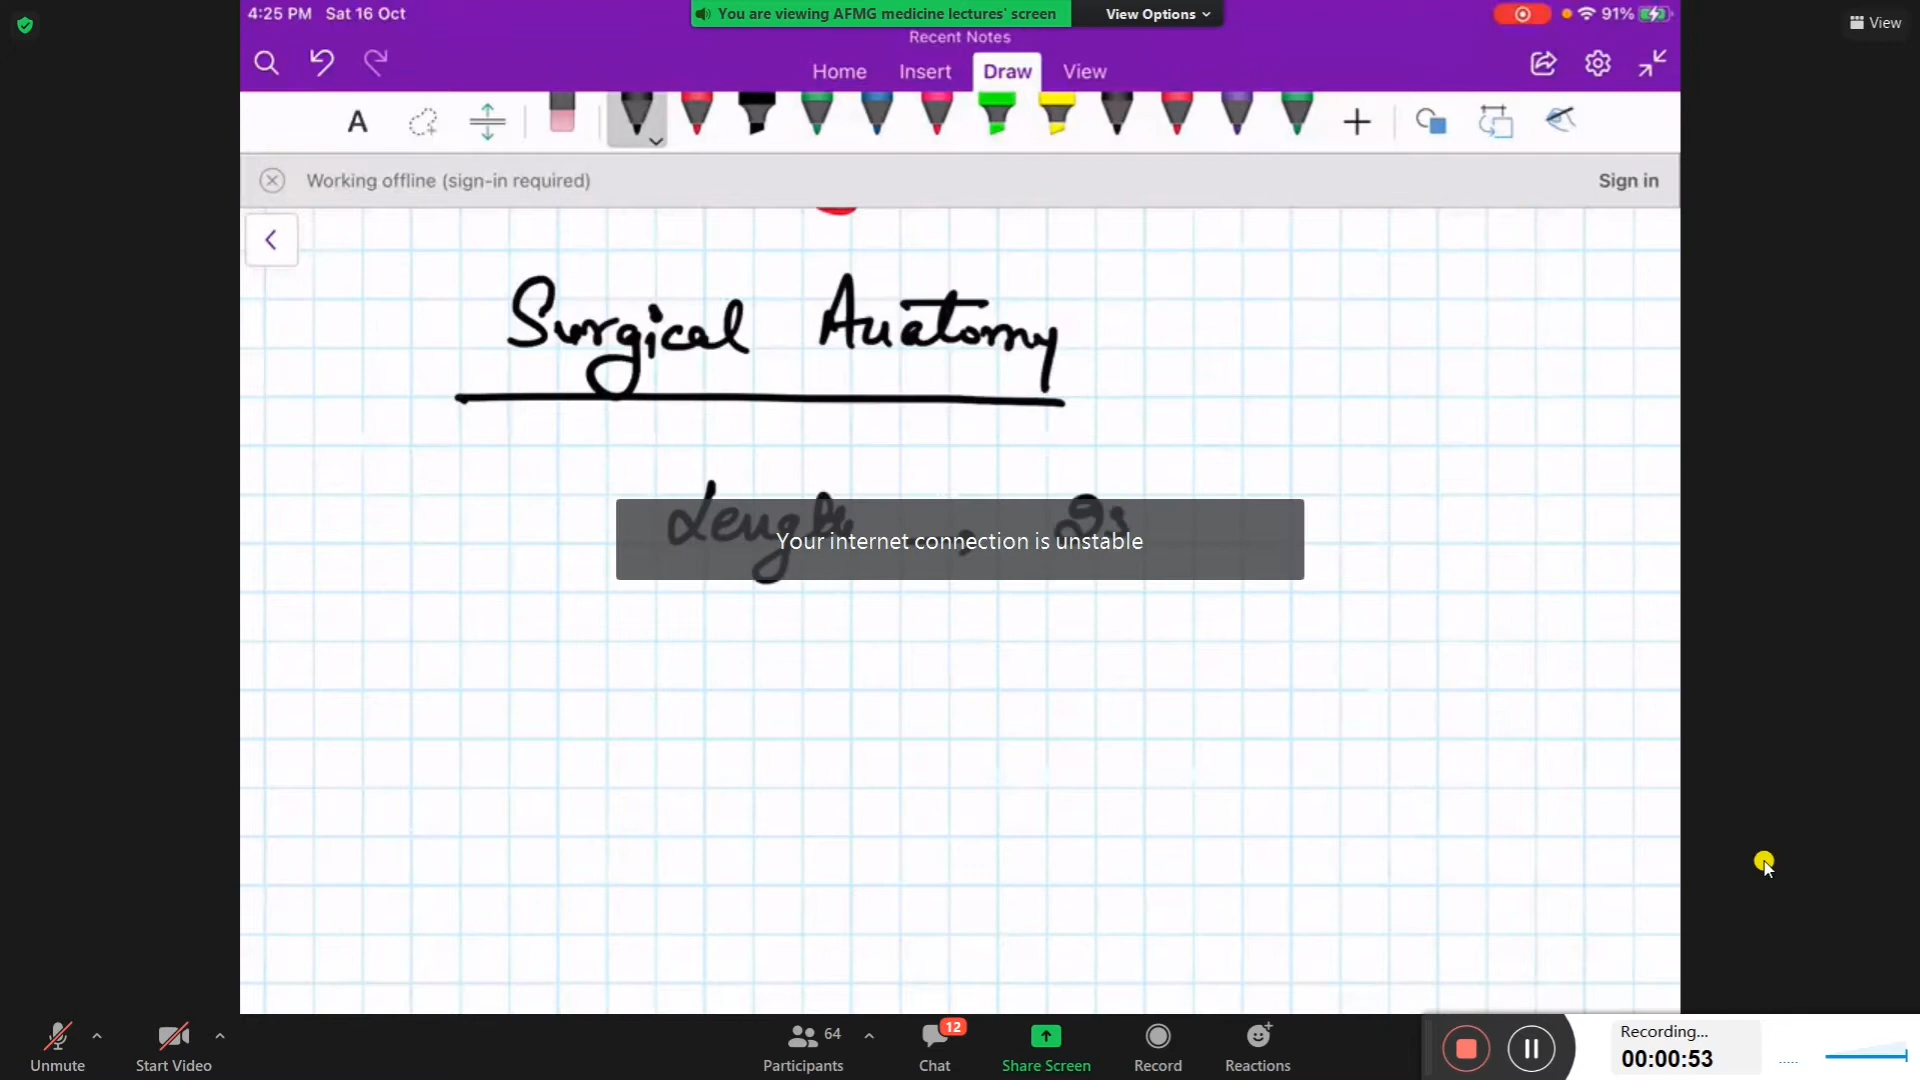 4:25 PM Sat 16 Oct
You are viewing AFMG medicine lectures' screen
View Options
91%
View
Recent Notes
Home Insert Draw View
A
Working offline (sign-in required)
Sign in
Surgical Anatomy
Length
Your internet connection is unstable
Unmute
Start Video
64
Participants
12
Chat
Share Screen
Record
Reactions
Recording...
00:00:53